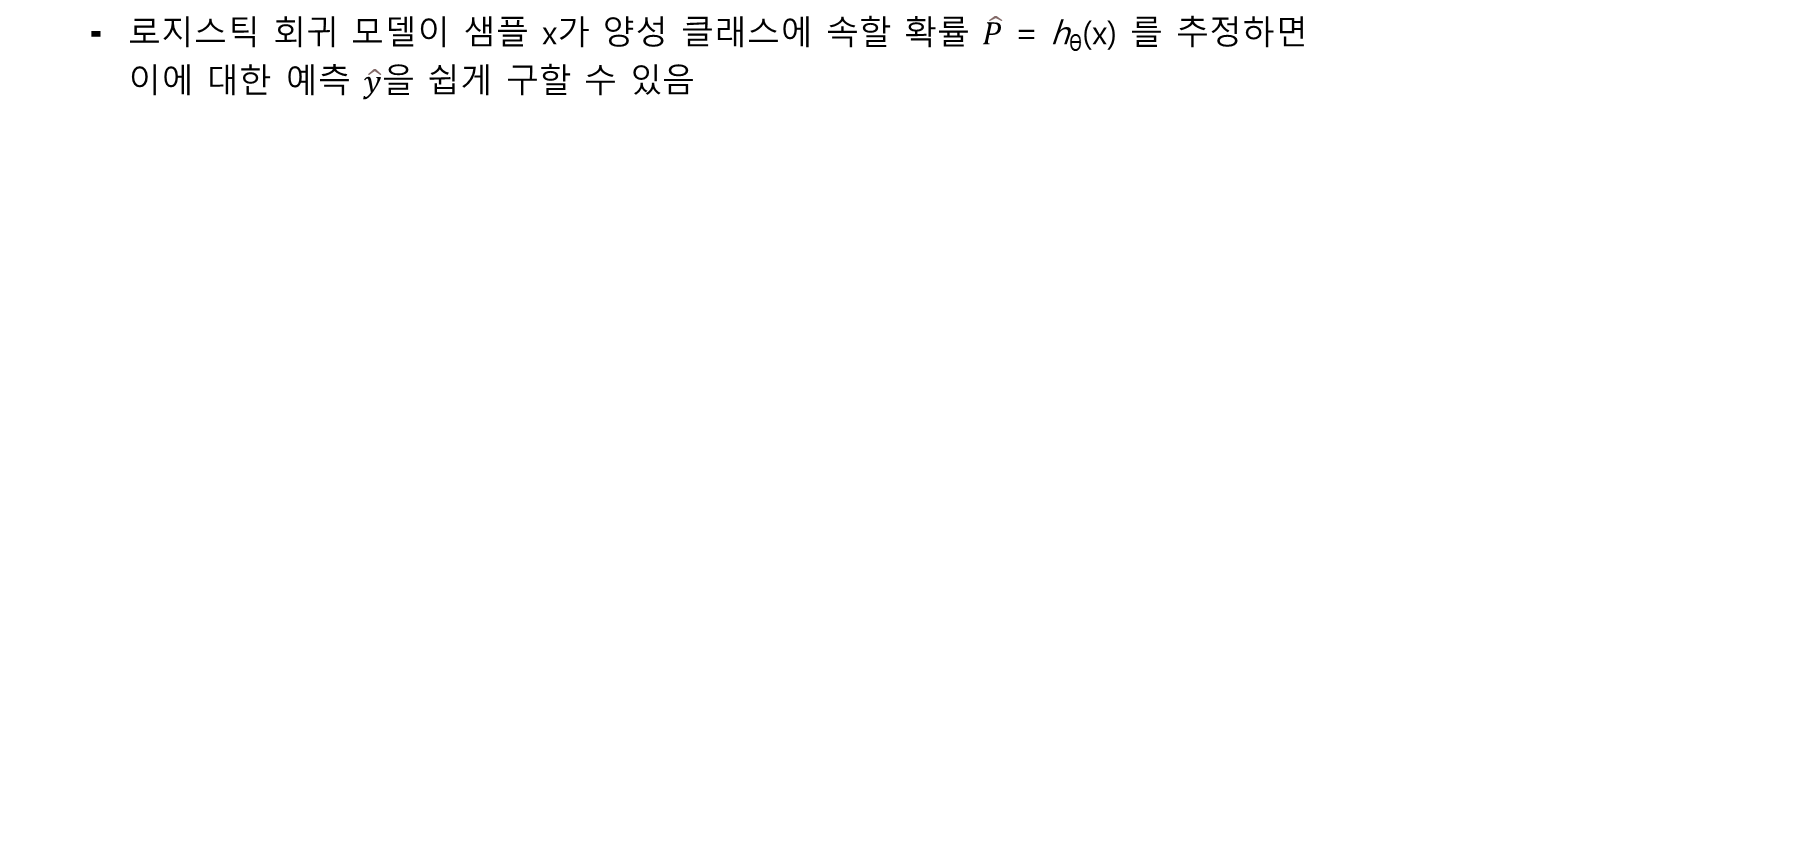 ▪ 로지스틱 회귀 모델이 샘플 x가 양성 클래스에 속할 확률 P̂ = hθ(x) 를 추정하면
이에 대한 예측 ŷ을 쉽게 구할 수 있음